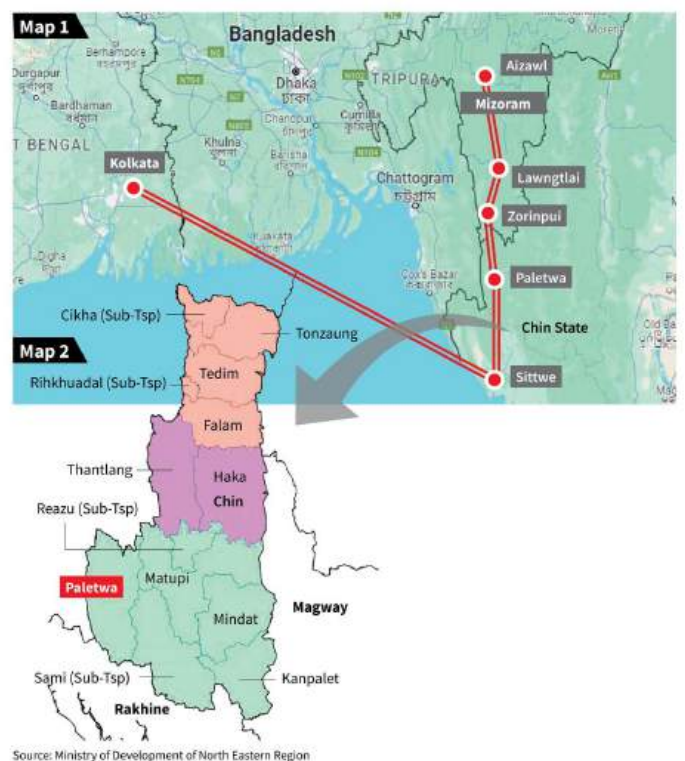 Map 1
Bangladesh
Berhampore
Durgapur
দুর্গাপুর
Bardhaman
বর্ধমান
T BENGAL
Kolkata
Khulna
খুলনা
Dhaka
ঢাকা
TRIPURA
Chandpur
Cumilla
Barisha
Chattogram
চট্টগ্রাম
Cox's Bazar
Digha
Aizawl
Mizoram
Lawngtlai
Zorinpui
Paletwa
Chin State
Sittwe
Map 2
Cikha (Sub-Tsp)
Tonzaung
Tedim
Rihkhuadal (Sub-Tsp)
Falam
Thantlang
Haka
Chin
Reazu (Sub-Tsp)
Paletwa
Matupi
Magway
Mindat
Sami (Sub-Tsp)
Kanpalet
Rakhine
Source: Ministry of Development of North Eastern Region